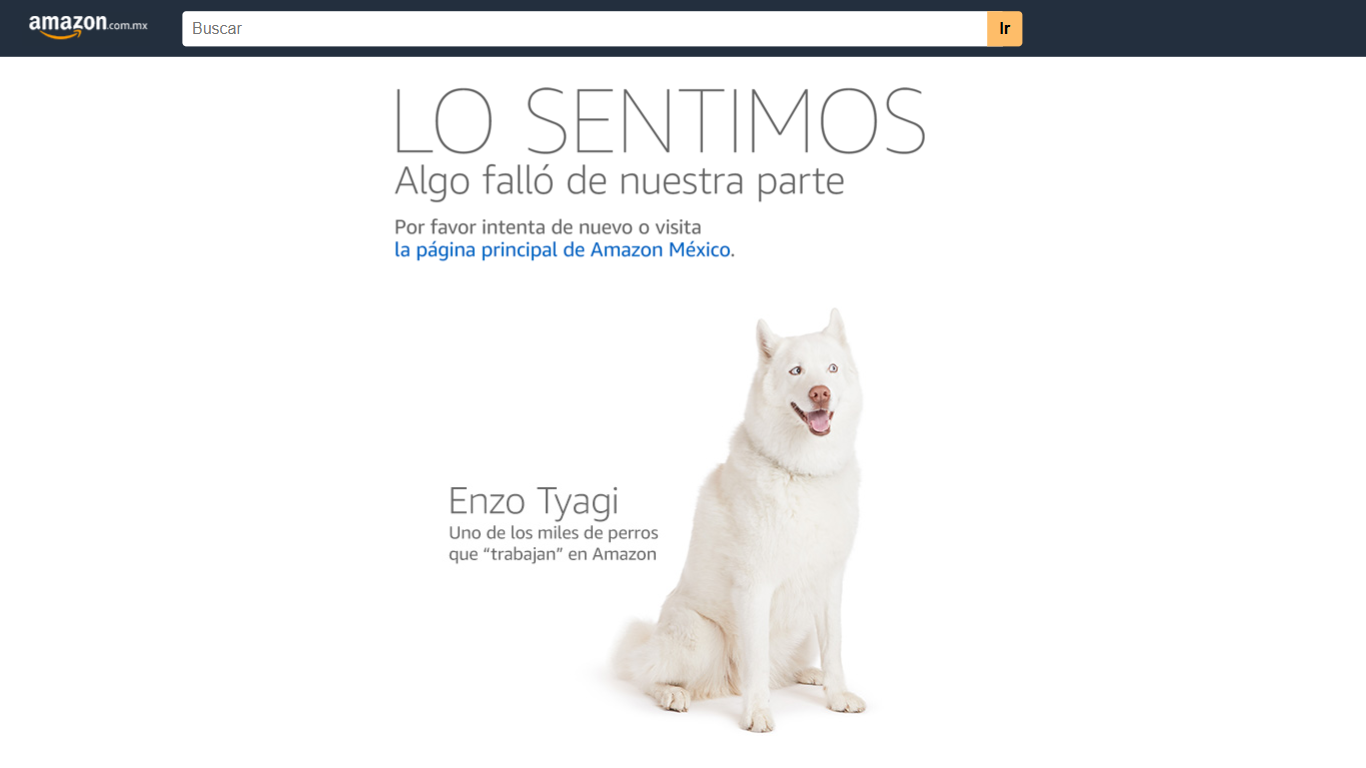 amazon.com.mx
Buscar
Ir
LO SENTIMOS
Algo falló de nuestra parte
Por favor intenta de nuevo o visita
la página principal de Amazon México.
Enzo Tyagi
Uno de los miles de perros
que “trabajan” en Amazon